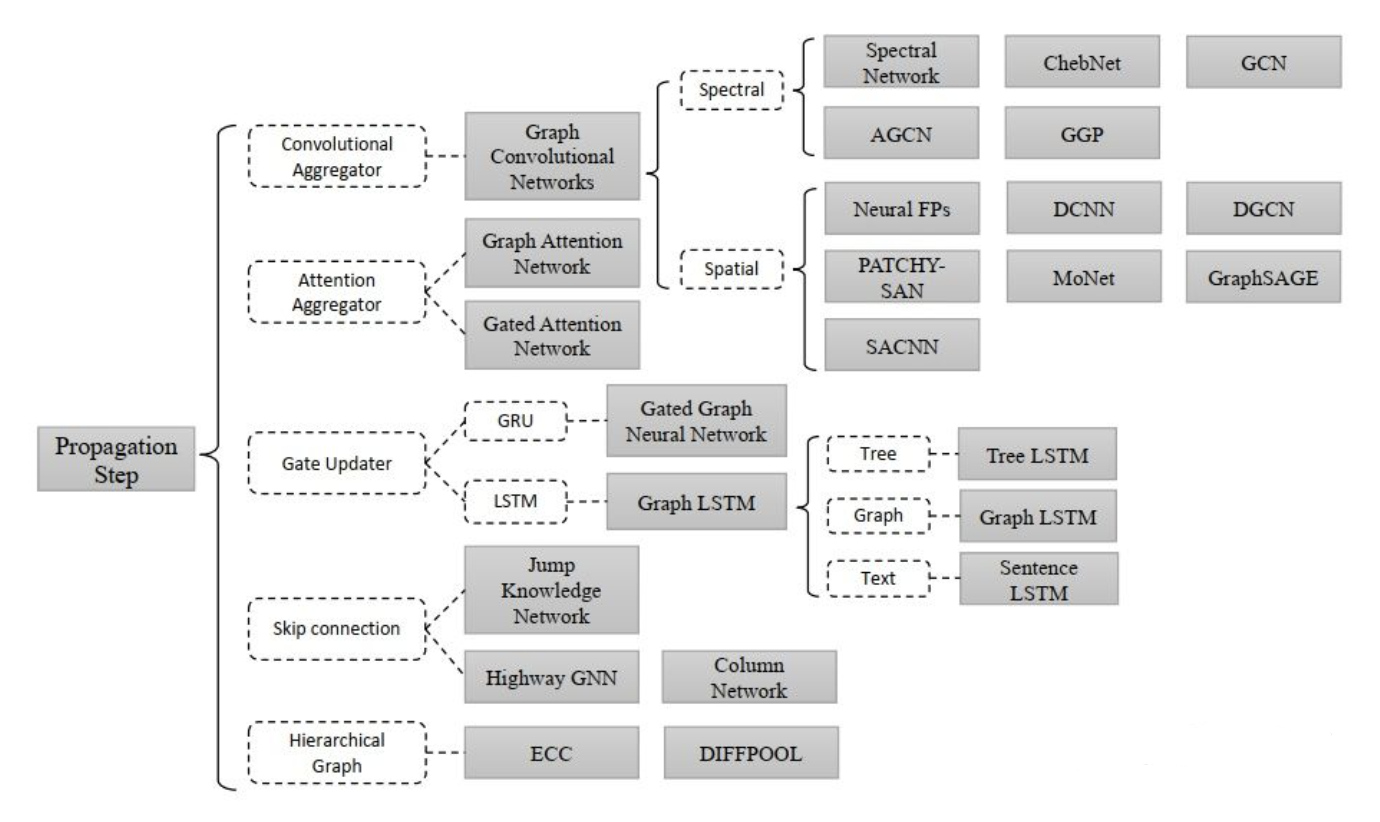 Propagation
Step
Convolutional
Aggregator
Graph
Convolutional
Networks
Spectral
Spectral
Network
ChebNet
GCN
AGCN
GGP
Spatial
Neural FPs
DCNN
DGCN
PATCHY-
SAN
MoNet
GraphSAGE
SACNN
Attention
Aggregator
Graph Attention
Network
Gated Attention
Network
Gate Updater
GRU
Gated Graph
Neural Network
LSTM
Graph LSTM
Tree
Tree LSTM
Graph
Graph LSTM
Text
Sentence
LSTM
Skip connection
Jump
Knowledge
Network
Highway GNN
Column
Network
Hierarchical
Graph
ECC
DIFFPOOL